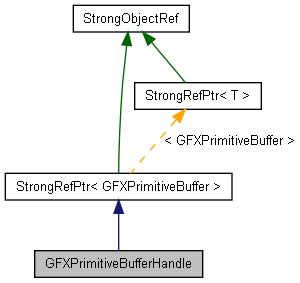 StrongObjectRef
StrongRefPtr< T >
< GFXPrimitiveBuffer >
StrongRefPtr< GFXPrimitiveBuffer >
GFXPrimitiveBufferHandle